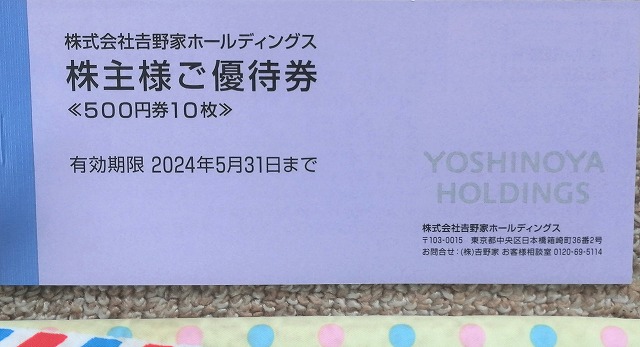 株式会社𠮷野家ホールディングス
株主様ご優待券
≪500円券10枚≫
有効期限 2024年5月31日まで
YOSHINOYA
HOLDINGS
株式会社𠮷野家ホールディングス
〒103-0015 東京都中央区日本橋箱崎町36番2号
お問合せ：(株)𠮷野家 お客様相談室 0120-69-5114